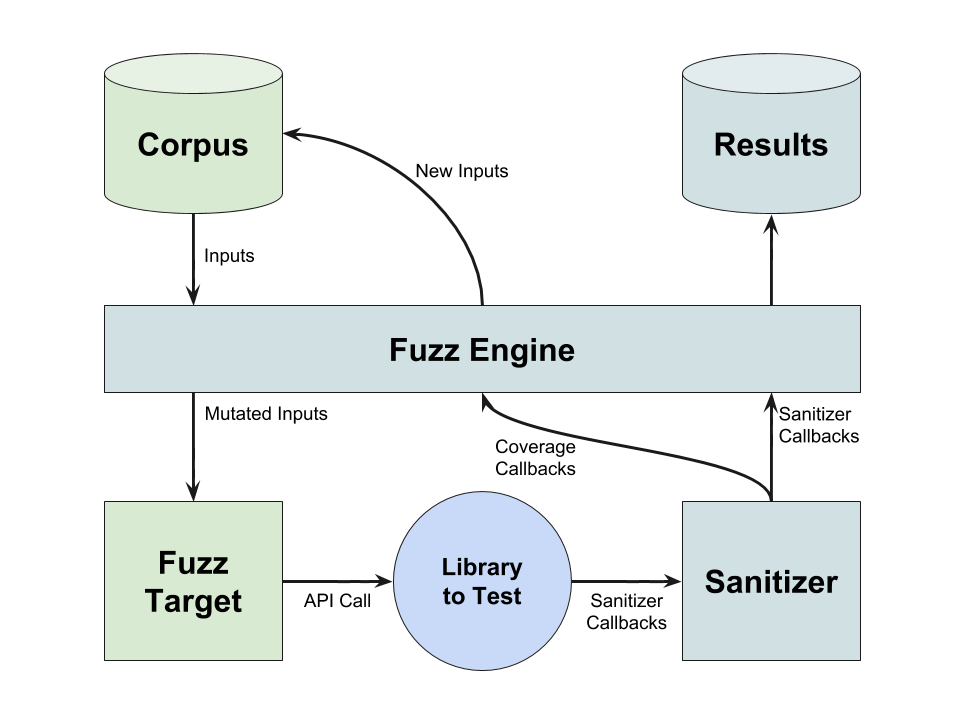 Corpus
Results
New Inputs
Inputs
Fuzz Engine
Mutated Inputs
Sanitizer
Callbacks
Coverage
Callbacks
Fuzz
Target
API Call
Library
to Test
Sanitizer
Callbacks
Sanitizer